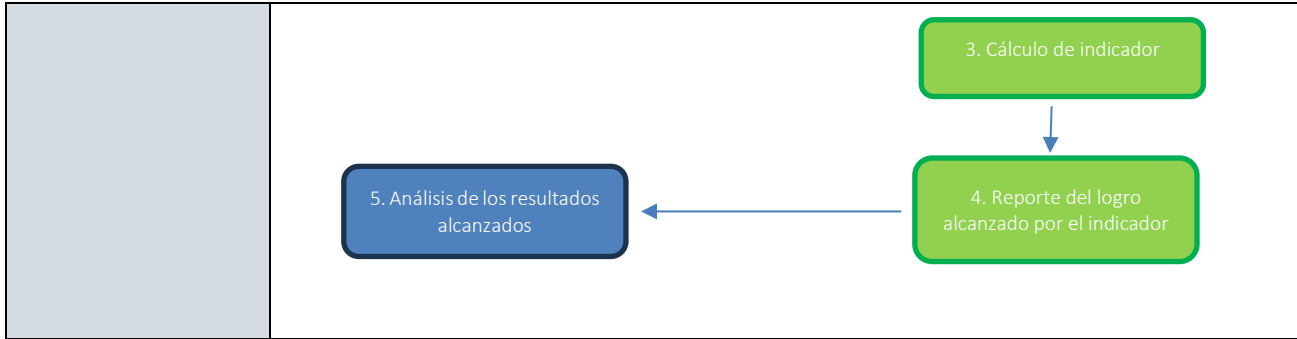 3. Cálculo de indicador
4. Reporte del logro
alcanzado por el indicador
5. Análisis de los resultados
alcanzados